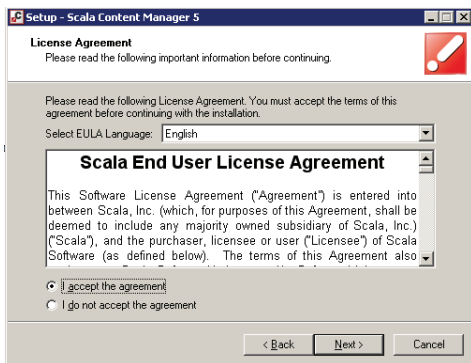 Setup - Scala Content Manager 5
License Agreement
Please read the following important information before continuing.
Please read the following License Agreement. You must accept the terms of this
agreement before continuing with the installation.
Select EULA Language: English
Scala End User License Agreement
This Software License Agreement ("Agreement") is entered into
between Scala, Inc. (which, for purposes of this Agreement, shall be
deemed to include any majority owned subsidiary of Scala, Inc.)
("Scala"), and the purchaser, licensee or user ("Licensee") of Scala
Software (as defined below). The terms of this Agreement also
I accept the agreement
I do not accept the agreement
< Back Next > Cancel